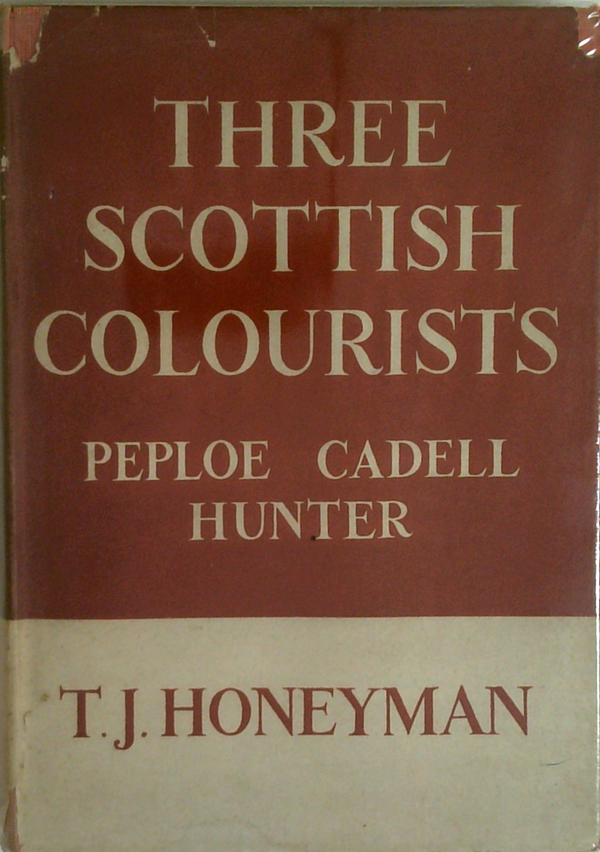 THREE
SCOTTISH
COLOURISTS
PEPLOE CADELL
HUNTER
T. J. HONEYMAN